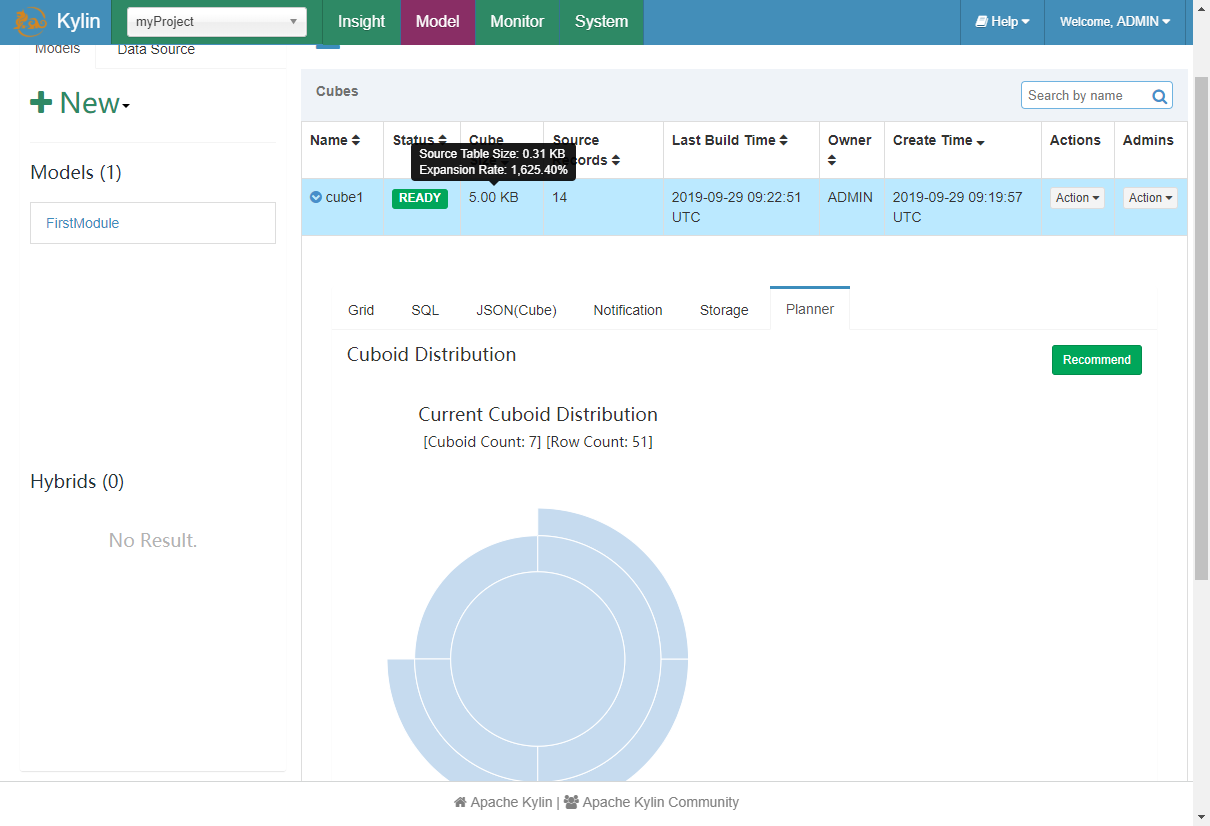 Kylin
myProject
Insight
Model
Monitor
System
Help
Welcome, ADMIN
Models
Data Source
New
Models (1)
FirstModule
Hybrids (0)
No Result.
Cubes
Search by name
Name
Status
Cube
Source
Last Build Time
Owner
Create Time
Actions
Admins
Source Table Size: 0.31 KB
Expansion Rate: 1,625.40%
cube1
READY
5.00 KB
14
2019-09-29 09:22:51
UTC
ADMIN
2019-09-29 09:19:57
UTC
Action
Action
Grid
SQL
JSON(Cube)
Notification
Storage
Planner
Cuboid Distribution
Recommend
Current Cuboid Distribution
[Cuboid Count: 7] [Row Count: 51]
Apache Kylin | Apache Kylin Community